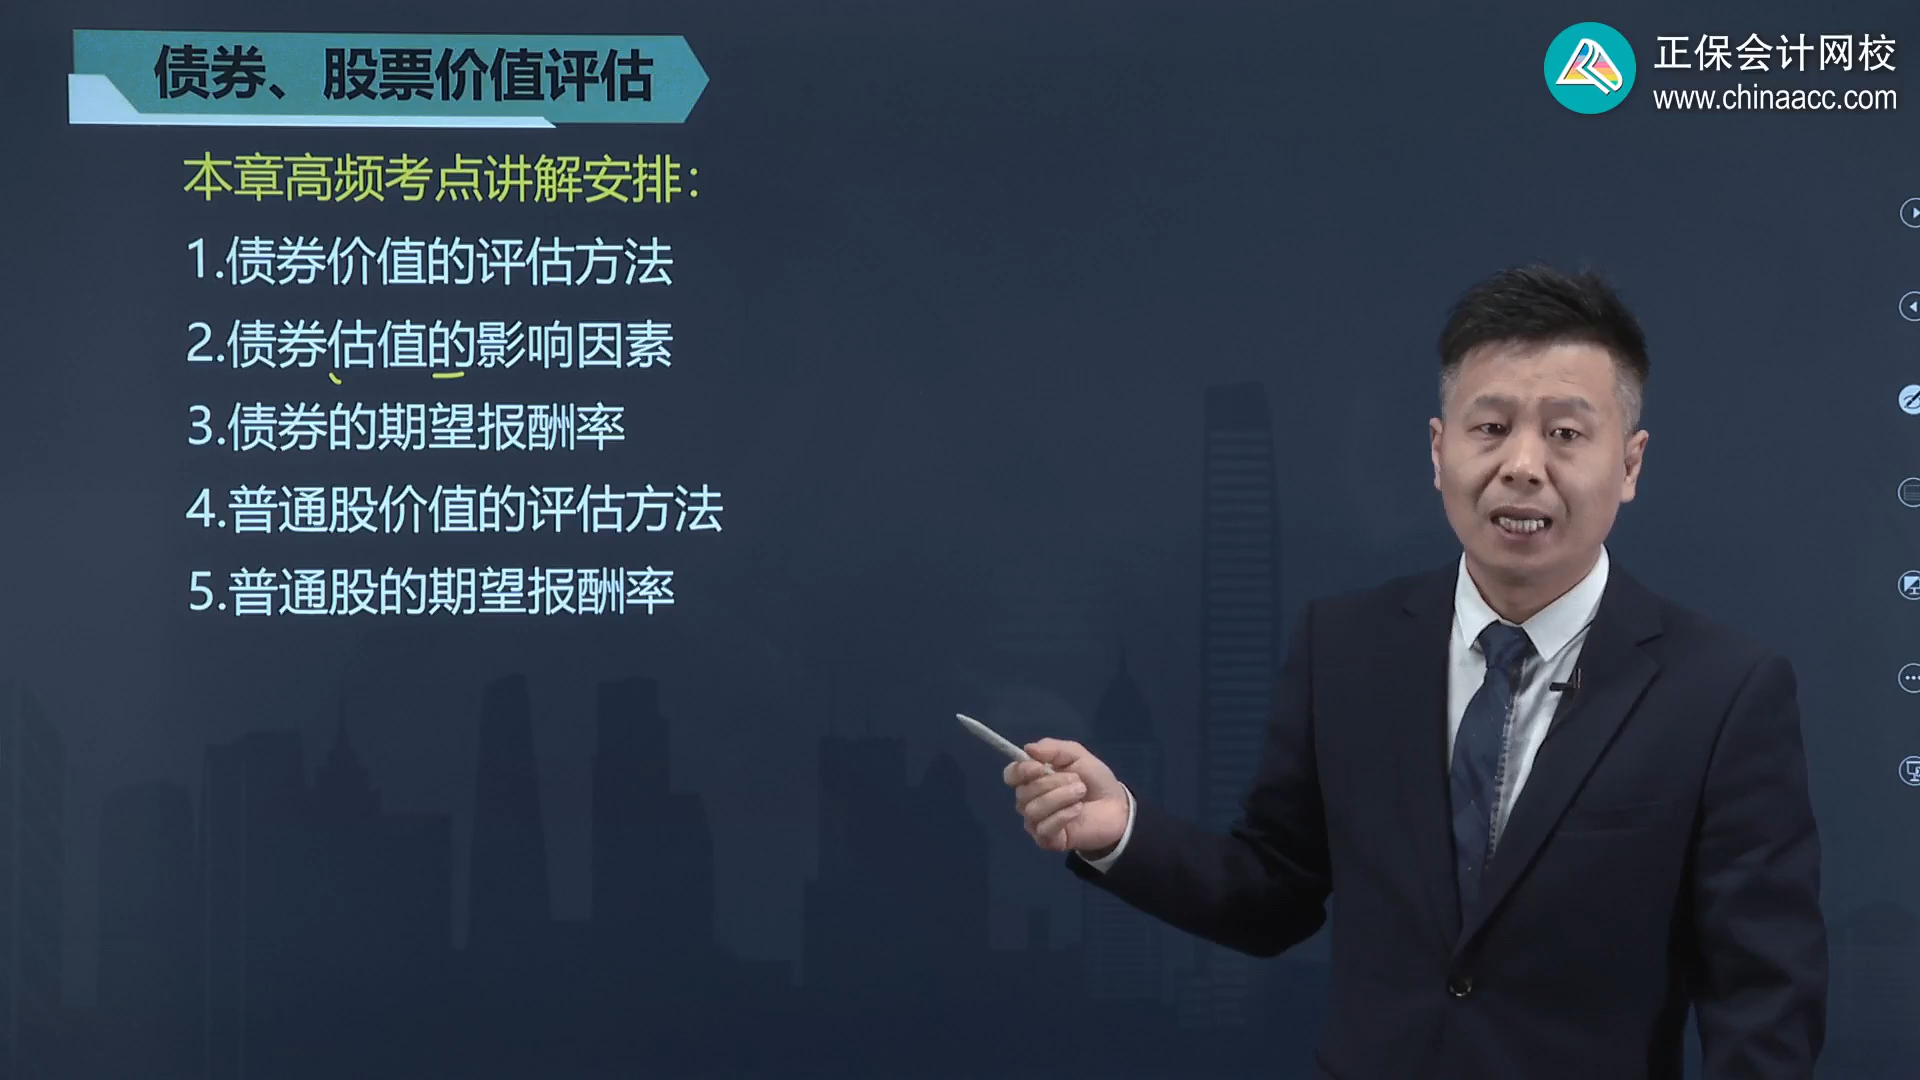 债券、股票价值评估
正保会计网校
www.chinaacc.com
本章高频考点讲解安排：
1.债券价值的评估方法
2.债券估值的影响因素
3.债券的期望报酬率
4.普通股价值的评估方法
5.普通股的期望报酬率